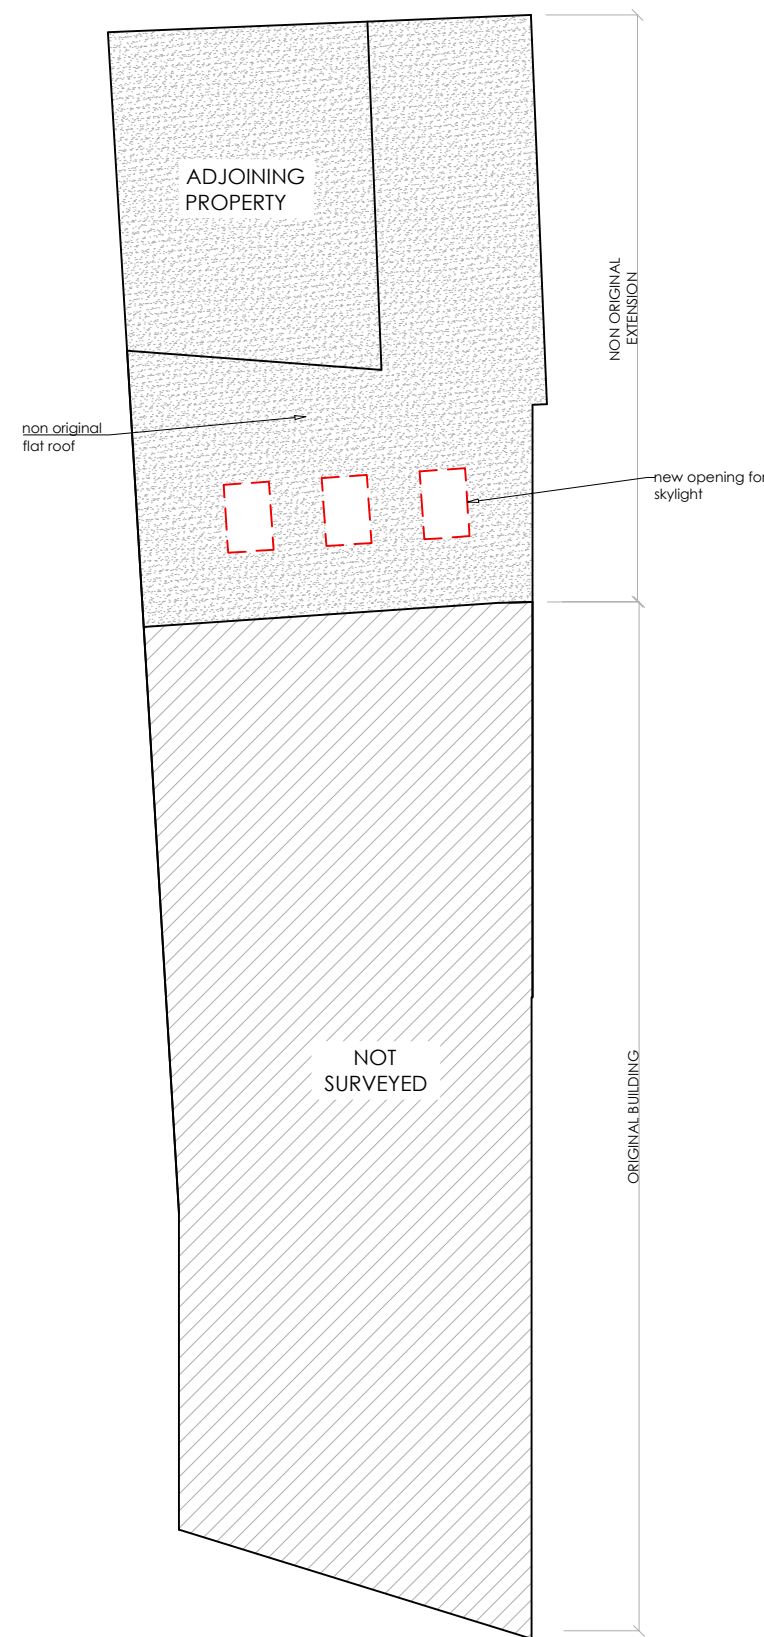 ADJOINING
PROPERTY
NON ORIGINAL
EXTENSION
non original
flat roof
new opening for
skylight
NOT
SURVEYED
ORIGINAL BUILDING